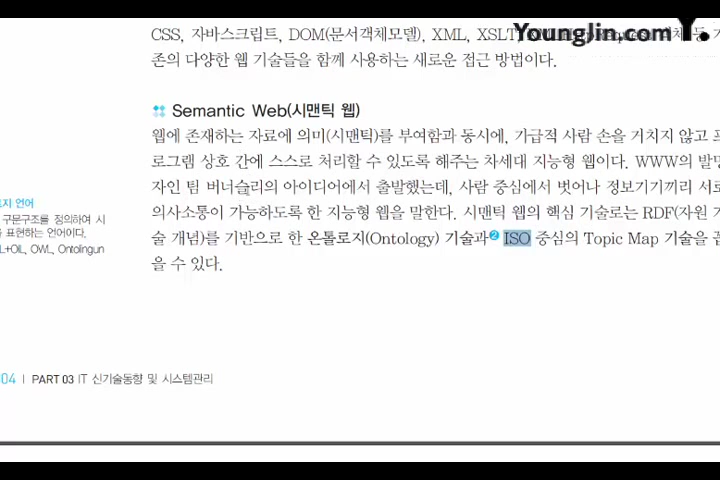 Younglin.com Y.
CSS, 자바스크립트, DOM(문서객체모델), XML, XSLT,
존의 다양한 웹 기술들을 함께 사용하는 새로운 접근 방법이다.
Semantic Web(시맨틱 웹)
웹에 존재하는 자료에 의미(시맨틱)를 부여함과 동시에, 가급적 사람 손을 거치지 않고
로그램 상호 간에 스스로 처리할 수 있도록 해주는 차세대 지능형 웹이다. WWW의 발명
자인 팀 버너슬리의 아이디어에서 출발했는데, 사람 중심에서 벗어나 정보기기끼리 서로
의사소통이 가능하도록 한 지능형 웹을 말한다. 시맨틱 웹의 핵심 기술로는 RDF(자원
술 개념)를 기반으로 한 온톨로지(Ontology) 기술과❷ ISO 중심의 Topic Map 기술을
을 수 있다.
지 언어
구문구조를 정의하여 시
표현하는 언어이다.
L+OIL, OWL, Ontolingun
04 | PART 03 IT 신기술동향 및 시스템관리